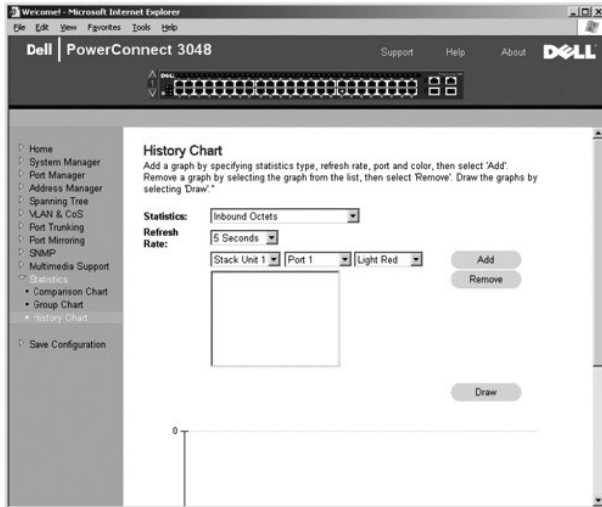 Welcome! - Microsoft Internet Explorer
File Edit View Favorites Tools Help
Dell | PowerConnect 3048
Support Help About DELL
1
DELL
Home
System Manager
Port Manager
Address Manager
Spanning Tree
VLAN & CoS
Port Trunking
Port Mirroring
SNMP
Multimedia Support
Statistics
Comparison Chart
Group Chart
History Chart
Save Configuration
History Chart
Add a graph by specifying statistics type, refresh rate, port and color, then select 'Add'.
Remove a graph by selecting the graph from the list, then select 'Remove'. Draw the graphs by
selecting 'Draw'."
Statistics: Inbound Octets
Refresh
Rate: 5 Seconds
Stack Unit 1 Port 1 Light Red Add
Remove
Draw
0